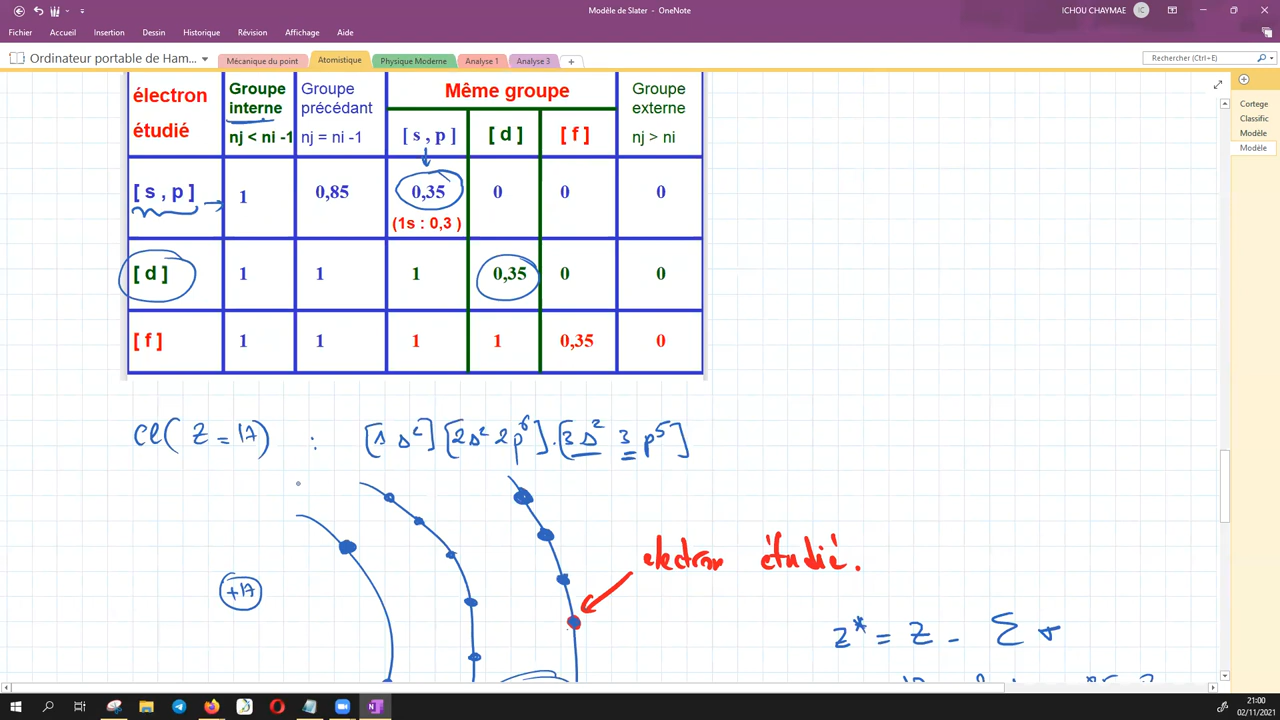 Modèle de Slater - OneNote
ICHOU CHAYMAE
IC
Fichier Accueil Insertion Dessin Historique Révision Affichage Aide
Ordinateur portable de Ham...
Mécanique du point
Atomistique
Physique Moderne
Analyse 1
Analyse 3
Rechercher (Ctrl+E)
Cortege
Classific
Modèle
Modèle
électron étudié
Groupe interne
nj < ni -1
Groupe précédant
nj = ni -1
Même groupe
[ s , p ] [ d ] [ f ]
Groupe externe
nj > ni
[ s , p ] 1 0,85 0,35 0 0 0
(1s : 0,3 )
[ d ] 1 1 1 0,35 0 0
[ f ] 1 1 1 1 0,35 0
Cl( Z = 17) : [1s²] [2s² 2p⁶].[3s² 3p⁵]
electron étudié.
+17
Z* = Z - Σ σ
21:00
02/11/2021